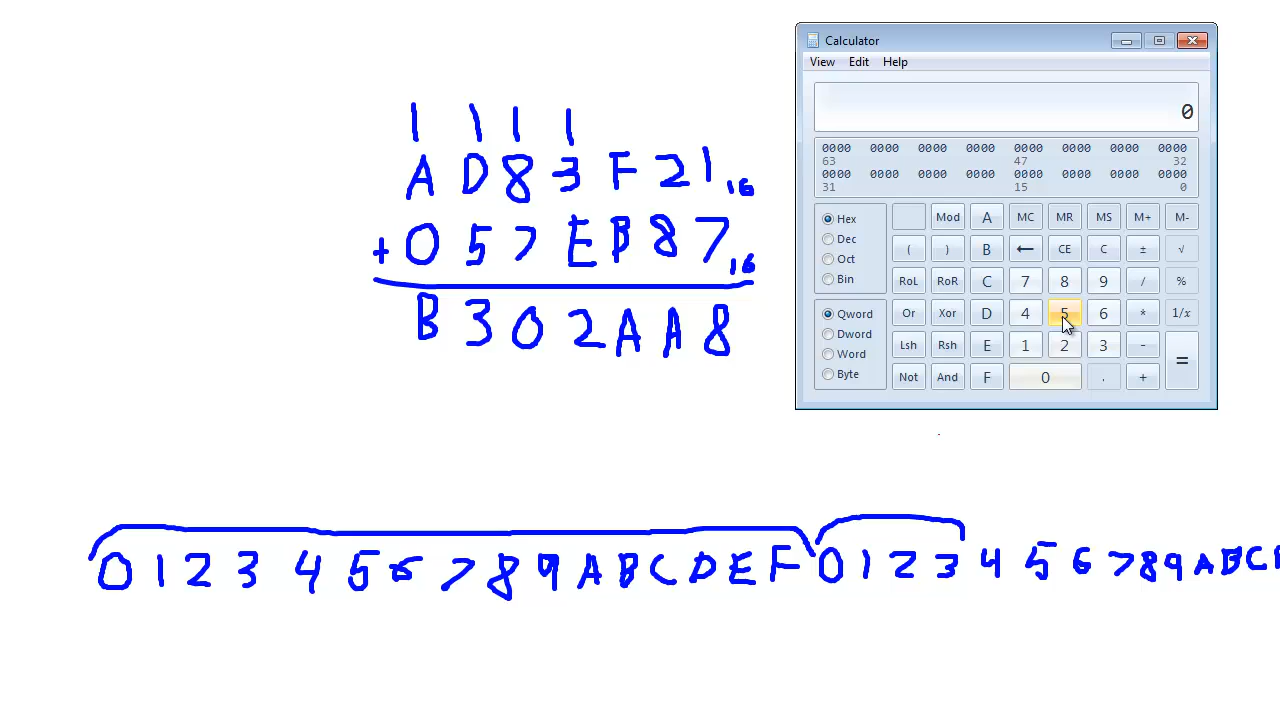 1 1 1 1
A D 8 3 F 2 1 16
+ 0 5 7 E B 8 7 16
B 3 0 2 A A 8
Calculator
View Edit Help
0
0000 0000 0000 0000 0000 0000 0000 0000
63 47 32
0000 0000 0000 0000 0000 0000 0000 0000
31 15 0
Hex Mod A MC MR MS M+ M-
Dec ( ) B ← CE C ± √
Oct
Bin RoL RoR C 7 8 9 / %
Qword Or Xor D 4 5 6 * 1/x
Dword Lsh Rsh E 1 2 3 - =
Word
Byte Not And F 0 . +
0 1 2 3 4 5 6 7 8 9 A B C D E F 0 1 2 3 4 5 6 7 8 9 A B C